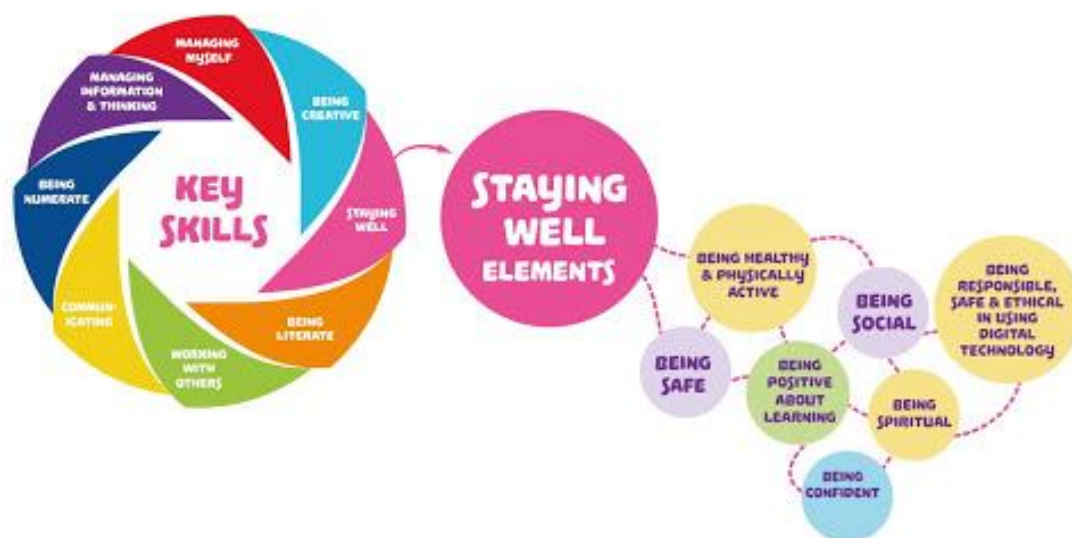 MANAGING
MYSELF
BEING
CREATIVE
STAYING
WELL
BEING
LITERATE
WORKING
WITH
OTHERS
COMMUN-
ICATING
BEING
NUMERATE
MANAGING
INFORMATION
& THINKING
KEY
SKILLS
STAYING
WELL
ELEMENTS
BEING HEALTHY
& PHYSICALLY
ACTIVE
BEING
SAFE
BEING
POSITIVE
ABOUT
LEARNING
BEING
SOCIAL
BEING
RESPONSIBLE,
SAFE & ETHICAL
IN USING
DIGITAL
TECHNOLOGY
BEING
SPIRITUAL
BEING
CONFIDENT